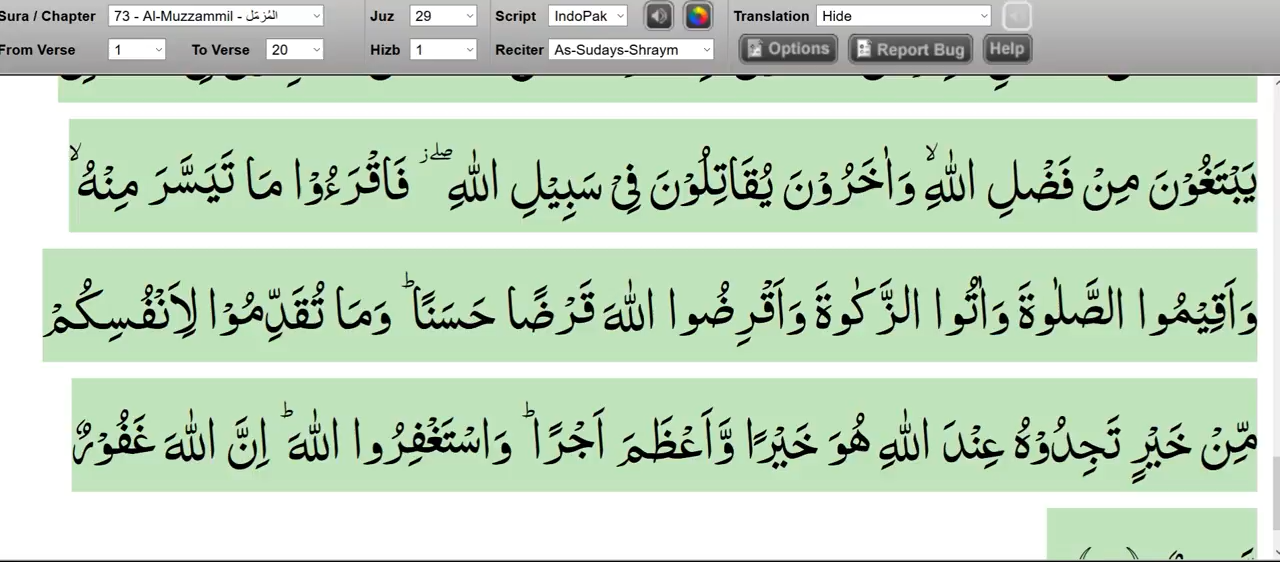 Sura / Chapter 73 - Al-Muzzammil - المُزمّل Juz 29 Script IndoPak Translation Hide
From Verse 1 To Verse 20 Hizb 1 Reciter As-Sudays-Shraym Options Report Bug Help
يَبْتَغُوْنَ مِنْ فَضْلِ اللّٰهِۙ وَاٰخَرُوْنَ يُقَاتِلُوْنَ فِىْ سَبِيْلِ اللّٰهِ ۖز فَاقْرَءُوْا مَا تَيَسَّرَ مِنْهُۙ
وَاَقِيْمُوا الصَّلٰوةَ وَاٰتُوا الزَّكٰوةَ وَاَقْرِضُوا اللّٰهَ قَرْضًا حَسَنًا ؕ وَمَا تُقَدِّمُوْا لِاَنْفُسِكُمْ
مِّنْ خَيْرٍ تَجِدُوْهُ عِنْدَ اللّٰهِ هُوَ خَيْرًا وَّاَعْظَمَ اَجْرًا ؕ وَاسْتَغْفِرُوا اللّٰهَ ؕ اِنَّ اللّٰهَ غَفُوْرٌ